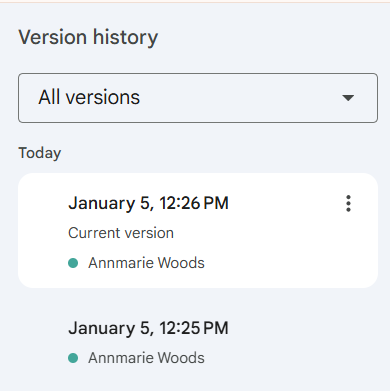 Version history
All versions
Today
January 5, 12:26 PM
Current version
Annmarie Woods
January 5, 12:25 PM
Annmarie Woods